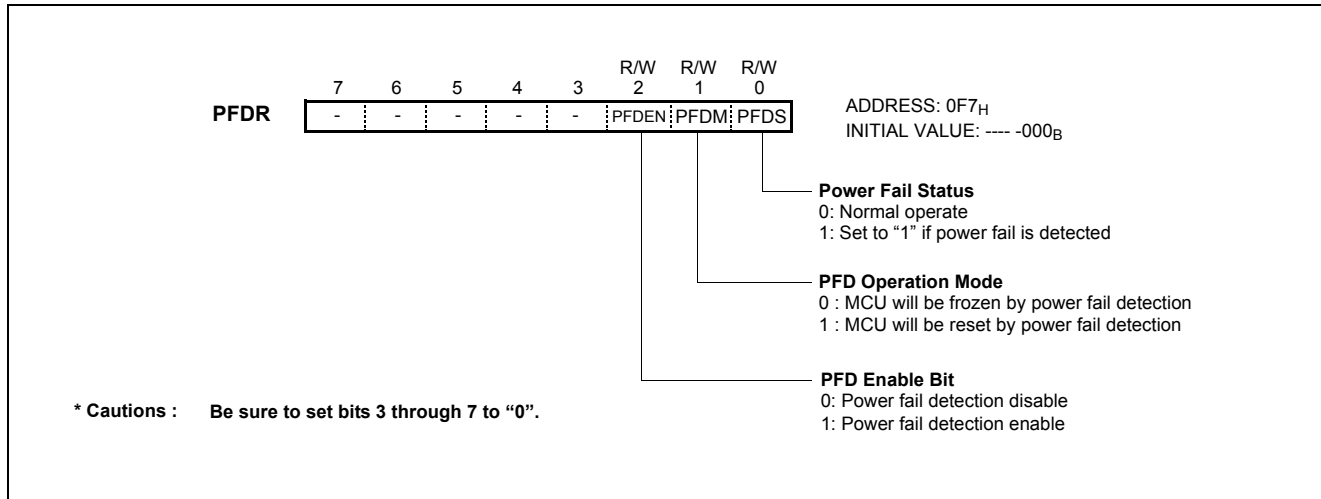 R/W R/W R/W
7 6 5 4 3 2 1 0
PFDR - - - - - PFDEN PFDM PFDS
ADDRESS: 0F7H
INITIAL VALUE: ---- -000B
Power Fail Status
0: Normal operate
1: Set to “1” if power fail is detected
PFD Operation Mode
0 : MCU will be frozen by power fail detection
1 : MCU will be reset by power fail detection
PFD Enable Bit
0: Power fail detection disable
1: Power fail detection enable
* Cautions : Be sure to set bits 3 through 7 to “0”.